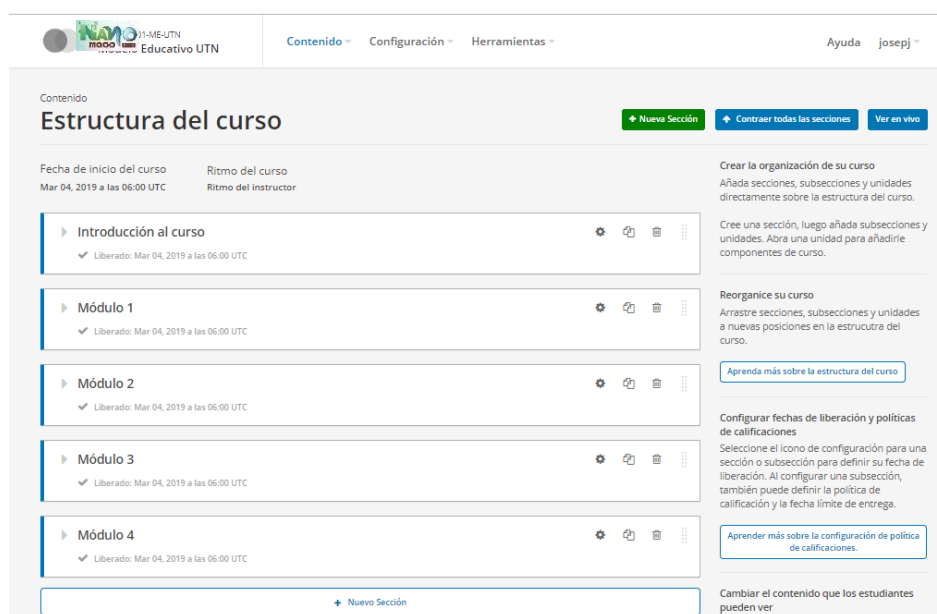 NANO
MOOC
01-ME-UTN
Modelo Educativo UTN
Contenido
Configuración
Herramientas
Ayuda
josepj
Contenido
Estructura del curso
+ Nueva Sección
Contraer todas las secciones
Ver en vivo
Fecha de inicio del curso
Mar 04, 2019 a las 06:00 UTC
Ritmo del curso
Ritmo del instructor
Introducción al curso
Liberado: Mar 04, 2019 a las 06:00 UTC
Módulo 1
Liberado: Mar 04, 2019 a las 06:00 UTC
Módulo 2
Liberado: Mar 04, 2019 a las 06:00 UTC
Módulo 3
Liberado: Mar 04, 2019 a las 06:00 UTC
Módulo 4
Liberado: Mar 04, 2019 a las 06:00 UTC
+ Nuevo Sección
Crear la organización de su curso
Añada secciones, subsecciones y unidades
directamente sobre la estructura del curso.
Cree una sección, luego añada subsecciones y
unidades. Abra una unidad para añadirle
componentes de curso.
Reorganice su curso
Arrastre secciones, subsecciones y unidades
a nuevas posiciones en la estrucutra del
curso.
Aprenda más sobre la estructura del curso
Configurar fechas de liberación y políticas
de calificaciones
Seleccione el icono de configuración para una
sección o subsección para definir su fecha de
liberación. Al configurar una subsección,
también puede definir la política de
calificación y la fecha límite de entrega.
Aprender más sobre la configuración de política
de calificaciones.
Cambiar el contenido que los estudiantes
pueden ver